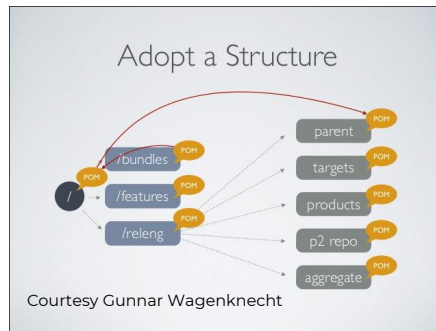 Adopt a Structure
POM
parent
POM
/bundles
POM
targets
POM
POM
/
/features
POM
products
POM
/releng
POM
p2 repo
POM
aggregate
POM
Courtesy Gunnar Wagenknecht